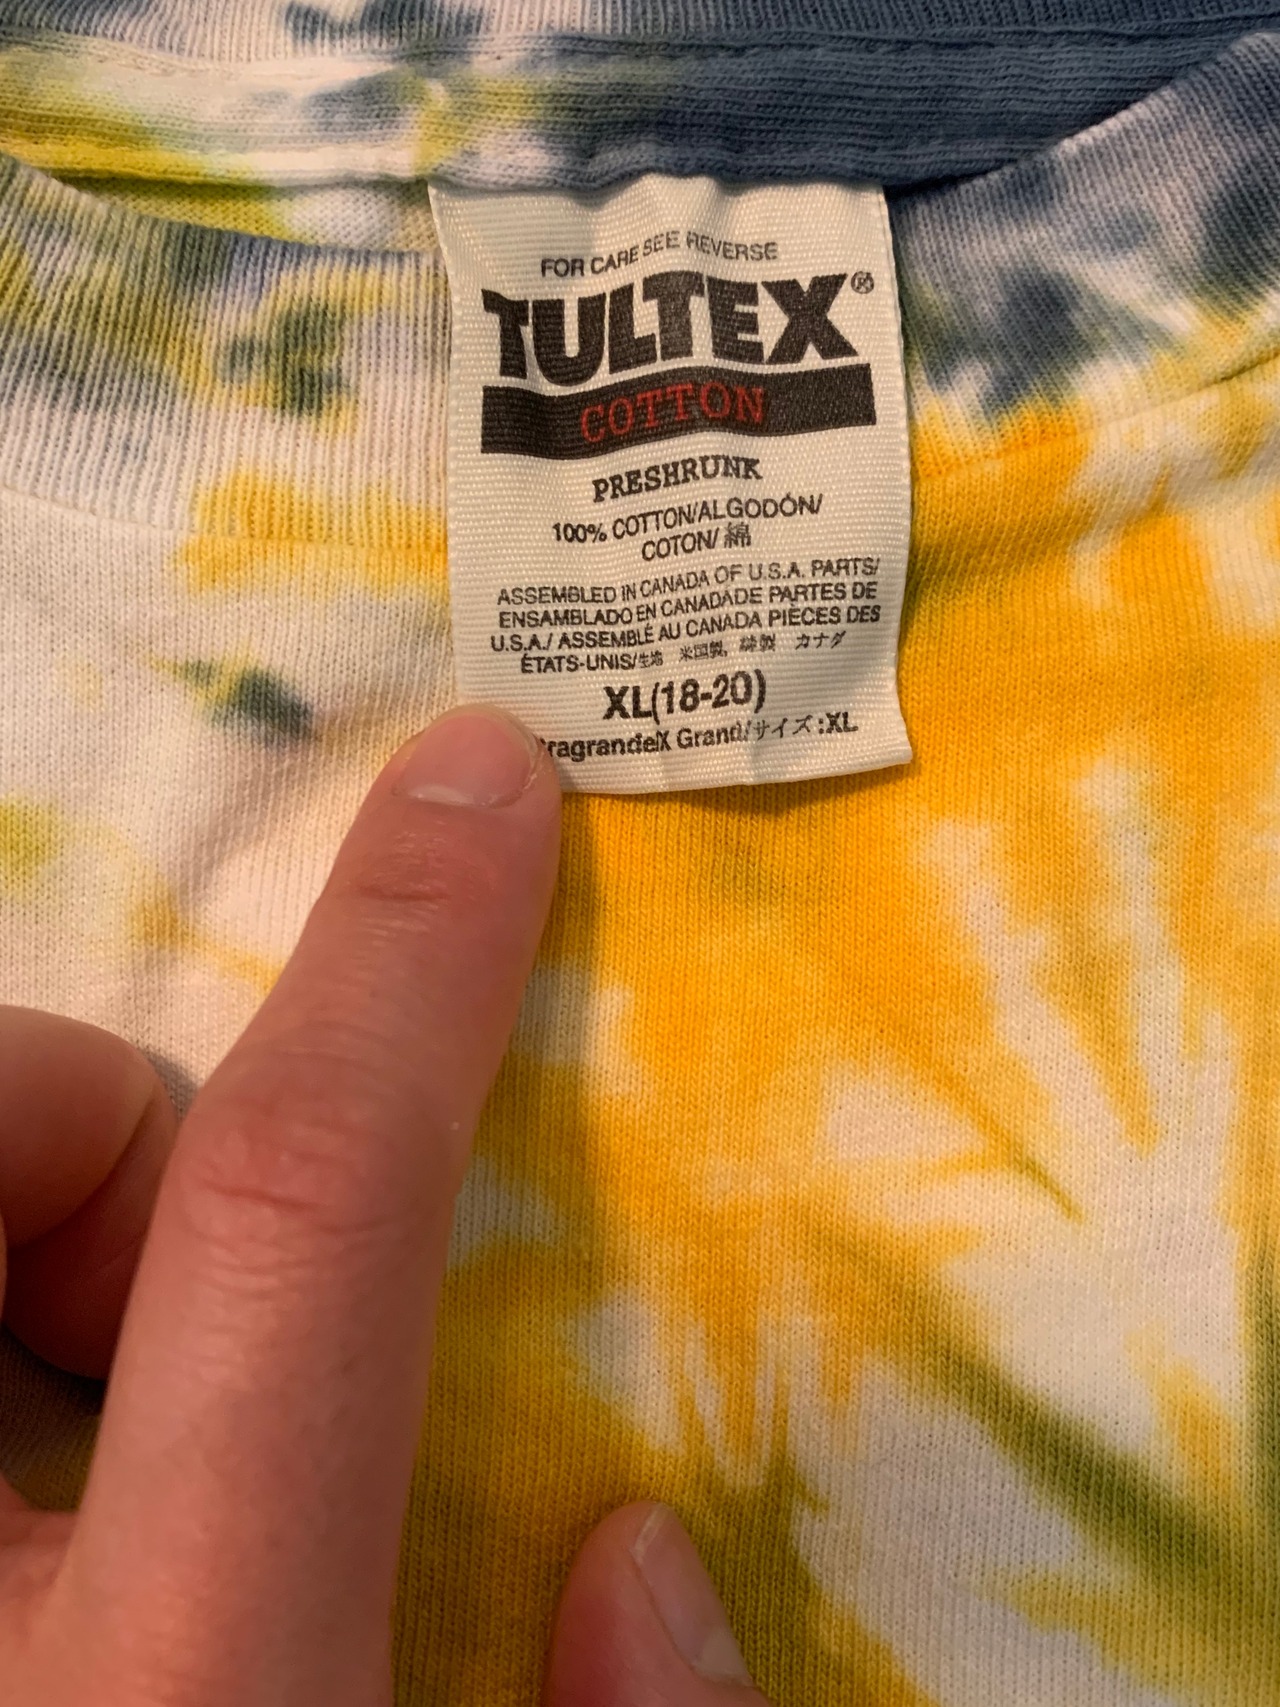 FOR CARE SEE REVERSE
TULTEX®
COTTON
PRESHRUNK
100% COTTON/ALGODÓN/
COTON/ 綿
ASSEMBLED IN CANADA OF U.S.A. PARTS/
ENSAMBLADO EN CANADADE PARTES DE
U.S.A./ ASSEMBLÉ AU CANADA PIÈCES DES
ÉTATS-UNIS/生地 米国製, 縫製 カナダ
XL(18-20)
X Grand/サイズ:XL